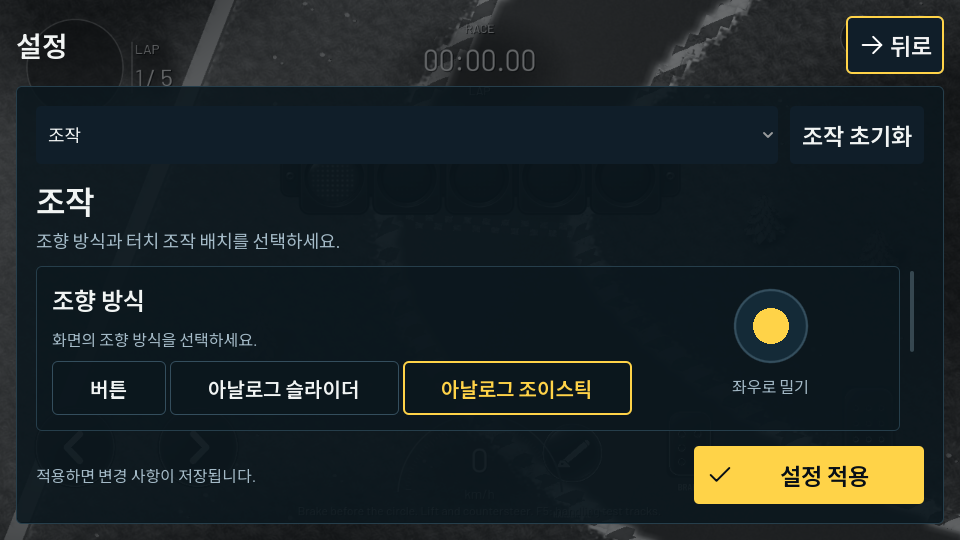 설정
LAP
1/ 5
RACE
00:00.00
LAP
뒤로
조작
조작 초기화
조작
조향 방식과 터치 조작 배치를 선택하세요.
조향 방식
화면의 조향 방식을 선택하세요.
버튼
아날로그 슬라이더
아날로그 조이스틱
좌우로 밀기
0
km/h
적용하면 변경 사항이 저장됩니다.
설정 적용